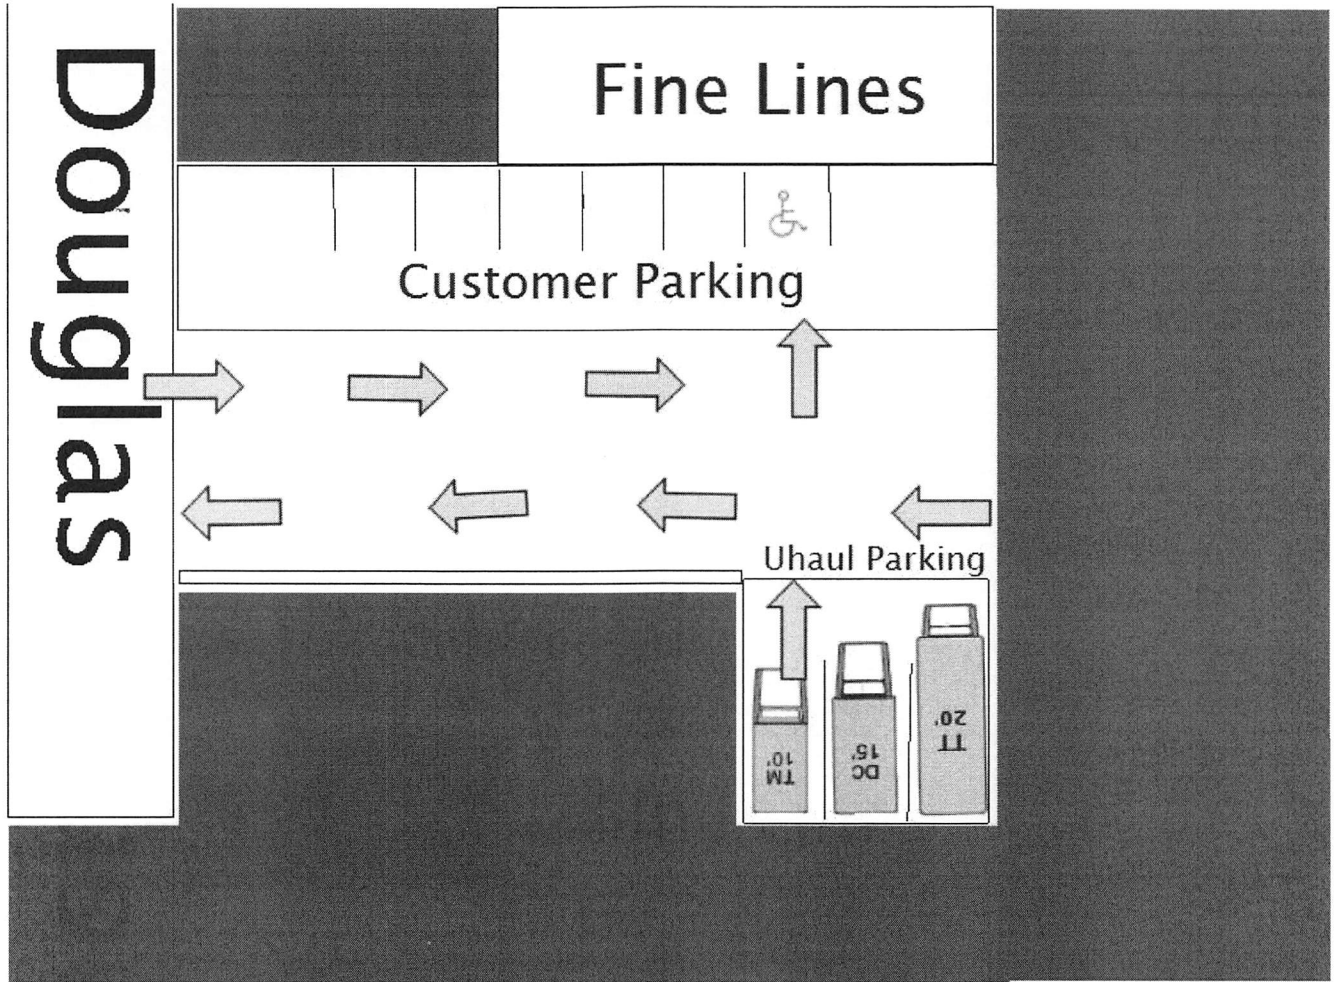 Douglas
Fine Lines
Customer Parking
Uhaul Parking
TM
10'
DC
15'
TT
20'